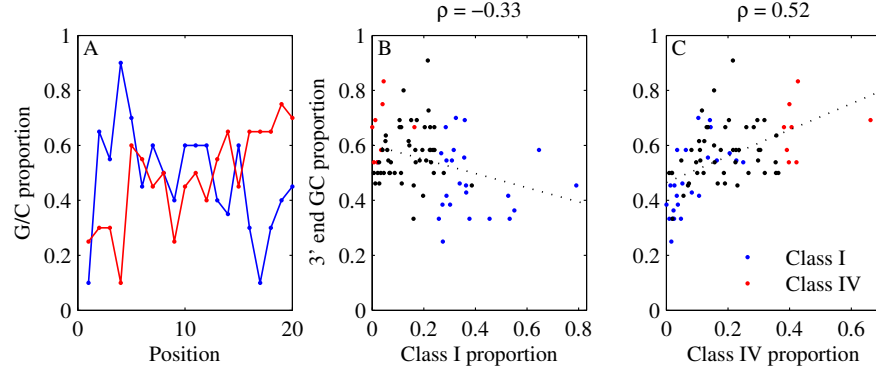 ρ = −0.33
ρ = 0.52
A
B
C
G/C proportion
1
0.8
0.6
0.4
0.2
0
0
10
20
Position
3' end GC proportion
1
0.8
0.6
0.4
0.2
0
0
0.2
0.4
0.6
0.8
Class I proportion
1
0.8
0.6
0.4
0.2
0
0
0.2
0.4
0.6
Class IV proportion
Class I
Class IV